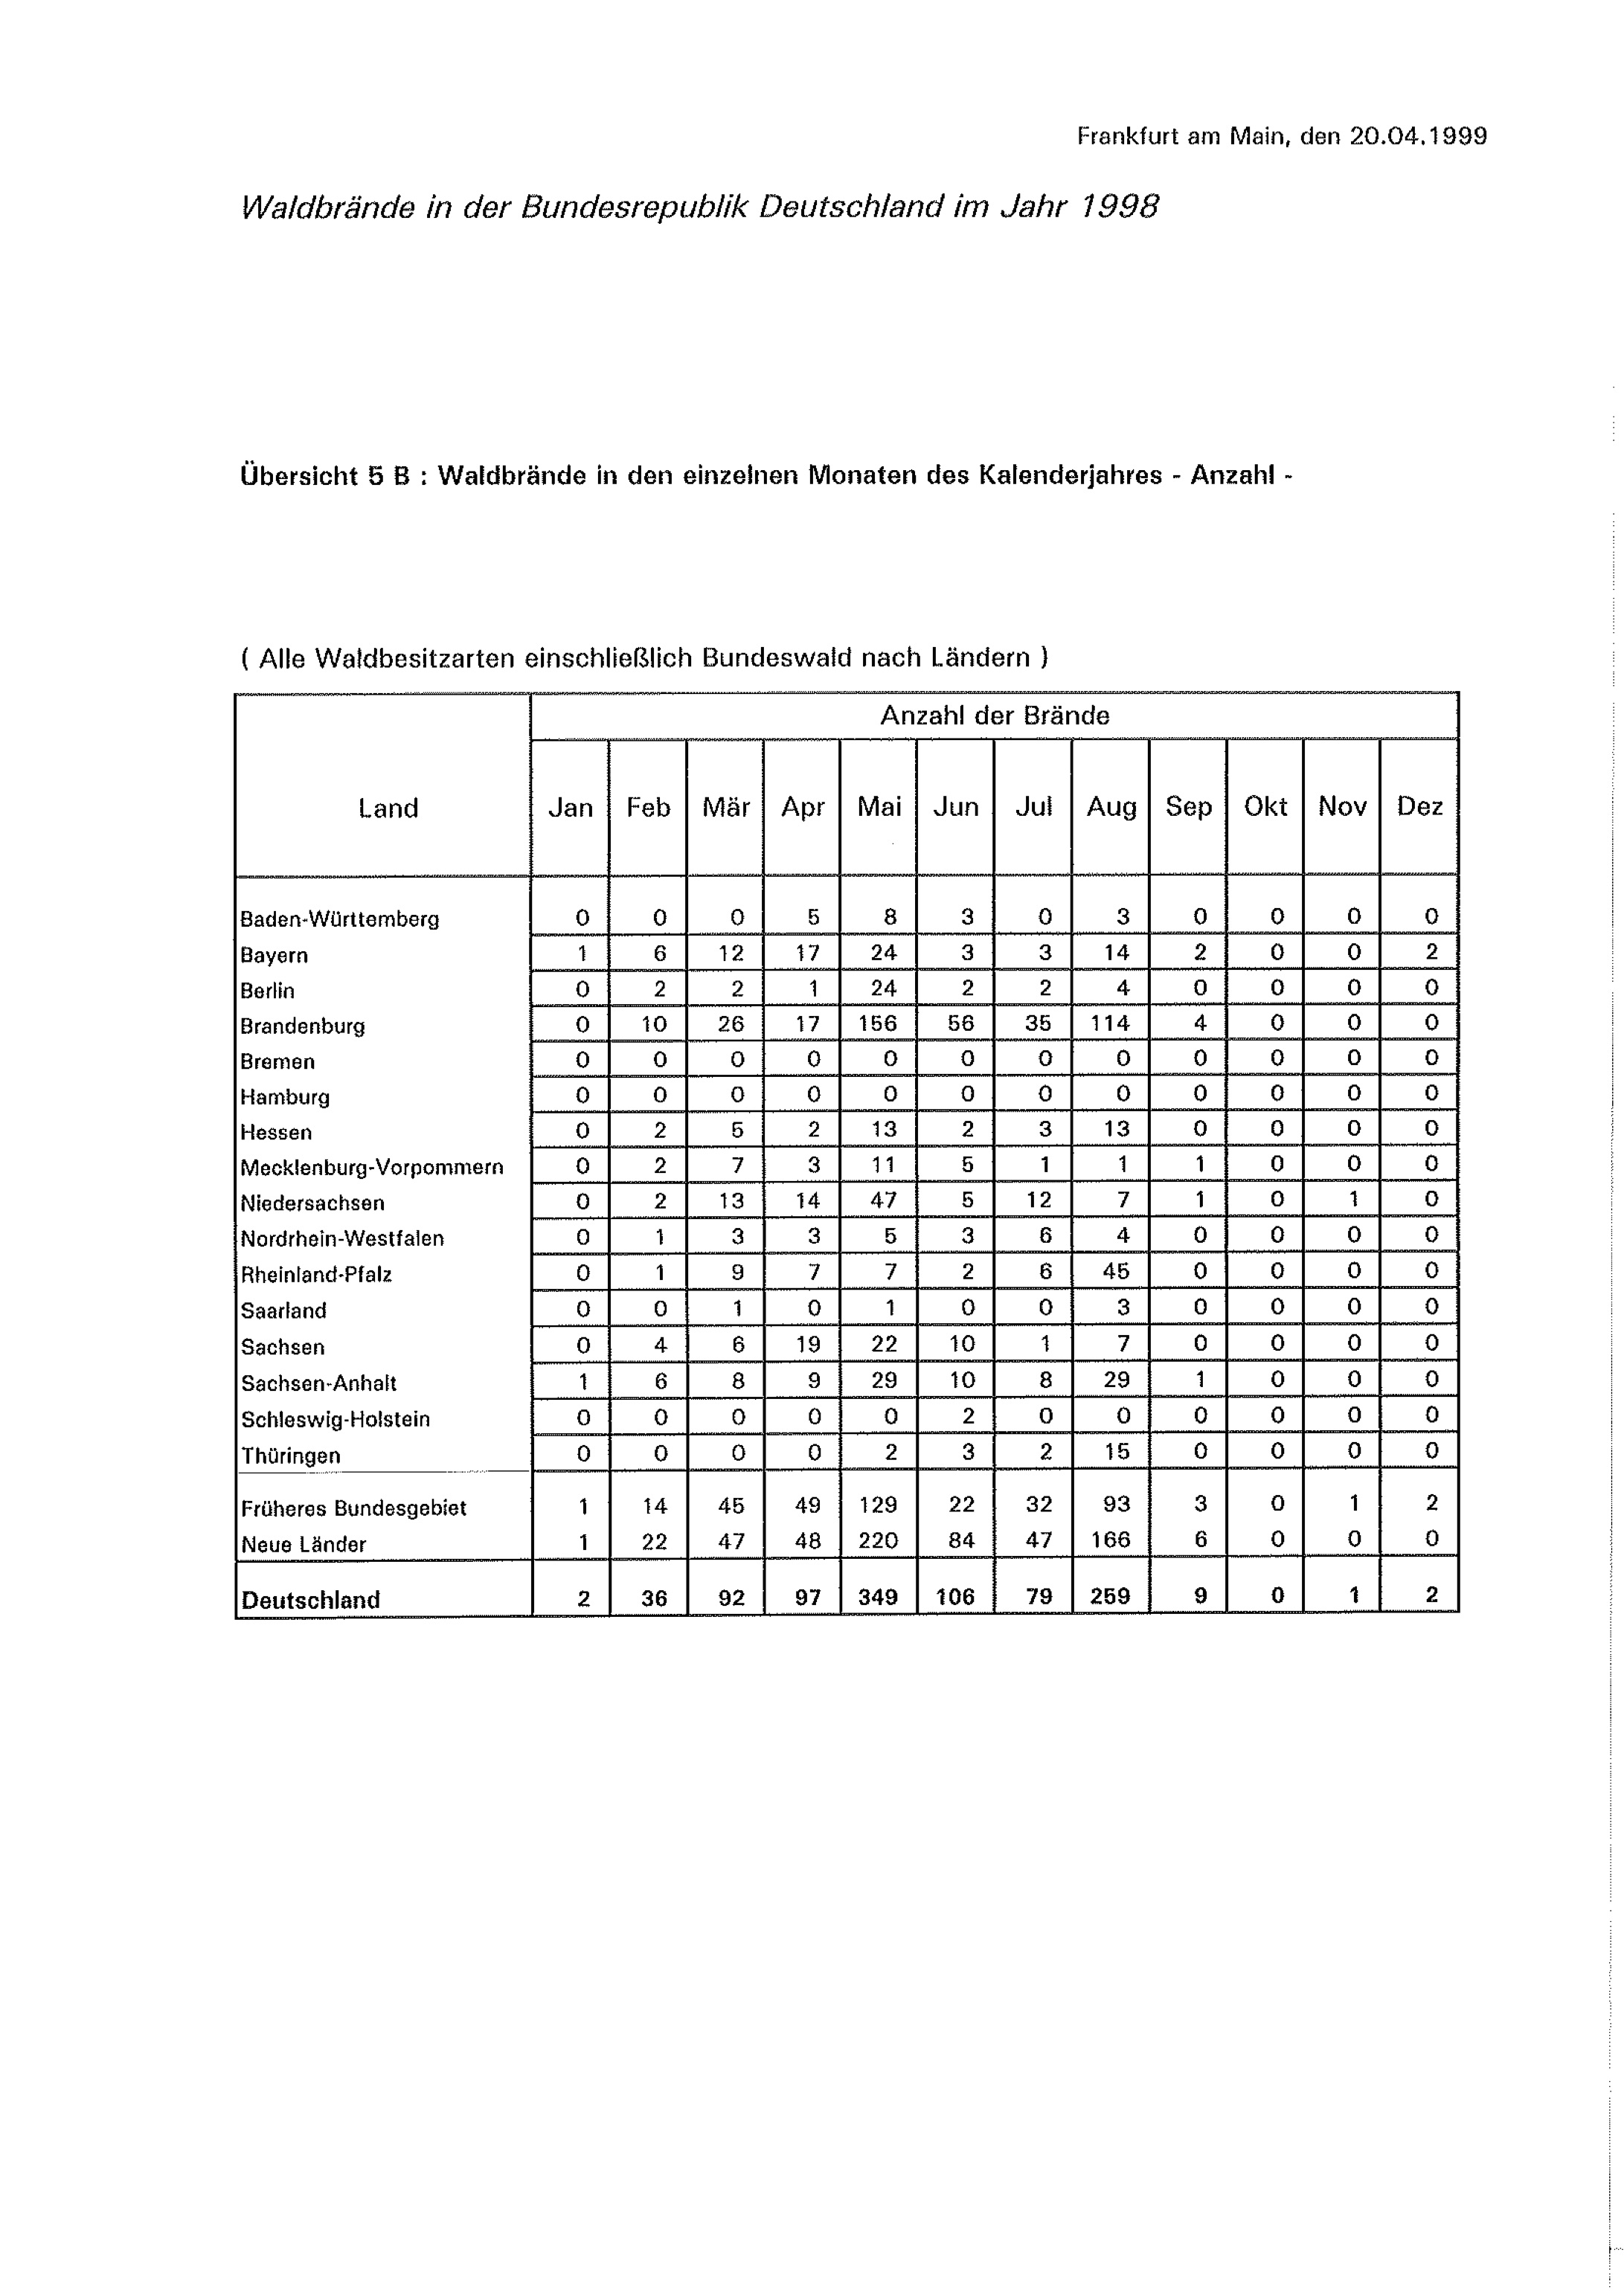 Frankfurt am Main, den 20.04.1999
Waldbrände in der Bundesrepublik Deutschland im Jahr 1998
Übersicht 5 B : Waldbrände in den einzelnen Monaten des Kalenderjahres - Anzahl -
( Alle Waldbesitzarten einschließlich Bundeswald nach Ländern )
Anzahl der Brände
Land Jan Feb Mär Apr Mai Jun Jul Aug Sep Okt Nov Dez
Baden-Württemberg 0 0 0 5 8 3 0 3 0 0 0 0
Bayern 1 6 12 17 24 3 3 14 2 0 0 2
Berlin 0 2 2 1 24 2 2 4 0 0 0 0
Brandenburg 0 10 26 17 156 56 35 114 4 0 0 0
Bremen 0 0 0 0 0 0 0 0 0 0 0 0
Hamburg 0 0 0 0 0 0 0 0 0 0 0 0
Hessen 0 2 5 2 13 2 3 13 0 0 0 0
Mecklenburg-Vorpommern 0 2 7 3 11 5 1 1 1 0 0 0
Niedersachsen 0 2 13 14 47 5 12 7 1 0 1 0
Nordrhein-Westfalen 0 1 3 3 5 3 6 4 0 0 0 0
Rheinland-Pfalz 0 1 9 7 7 2 6 45 0 0 0 0
Saarland 0 0 1 0 1 0 0 3 0 0 0 0
Sachsen 0 4 6 19 22 10 1 7 0 0 0 0
Sachsen-Anhalt 1 6 8 9 29 10 8 29 1 0 0 0
Schleswig-Holstein 0 0 0 0 0 2 0 0 0 0 0 0
Thüringen 0 0 0 0 2 3 2 15 0 0 0 0
Früheres Bundesgebiet 1 14 45 49 129 22 32 93 3 0 1 2
Neue Länder 1 22 47 48 220 84 47 166 6 0 0 0
Deutschland 2 36 92 97 349 106 79 259 9 0 1 2